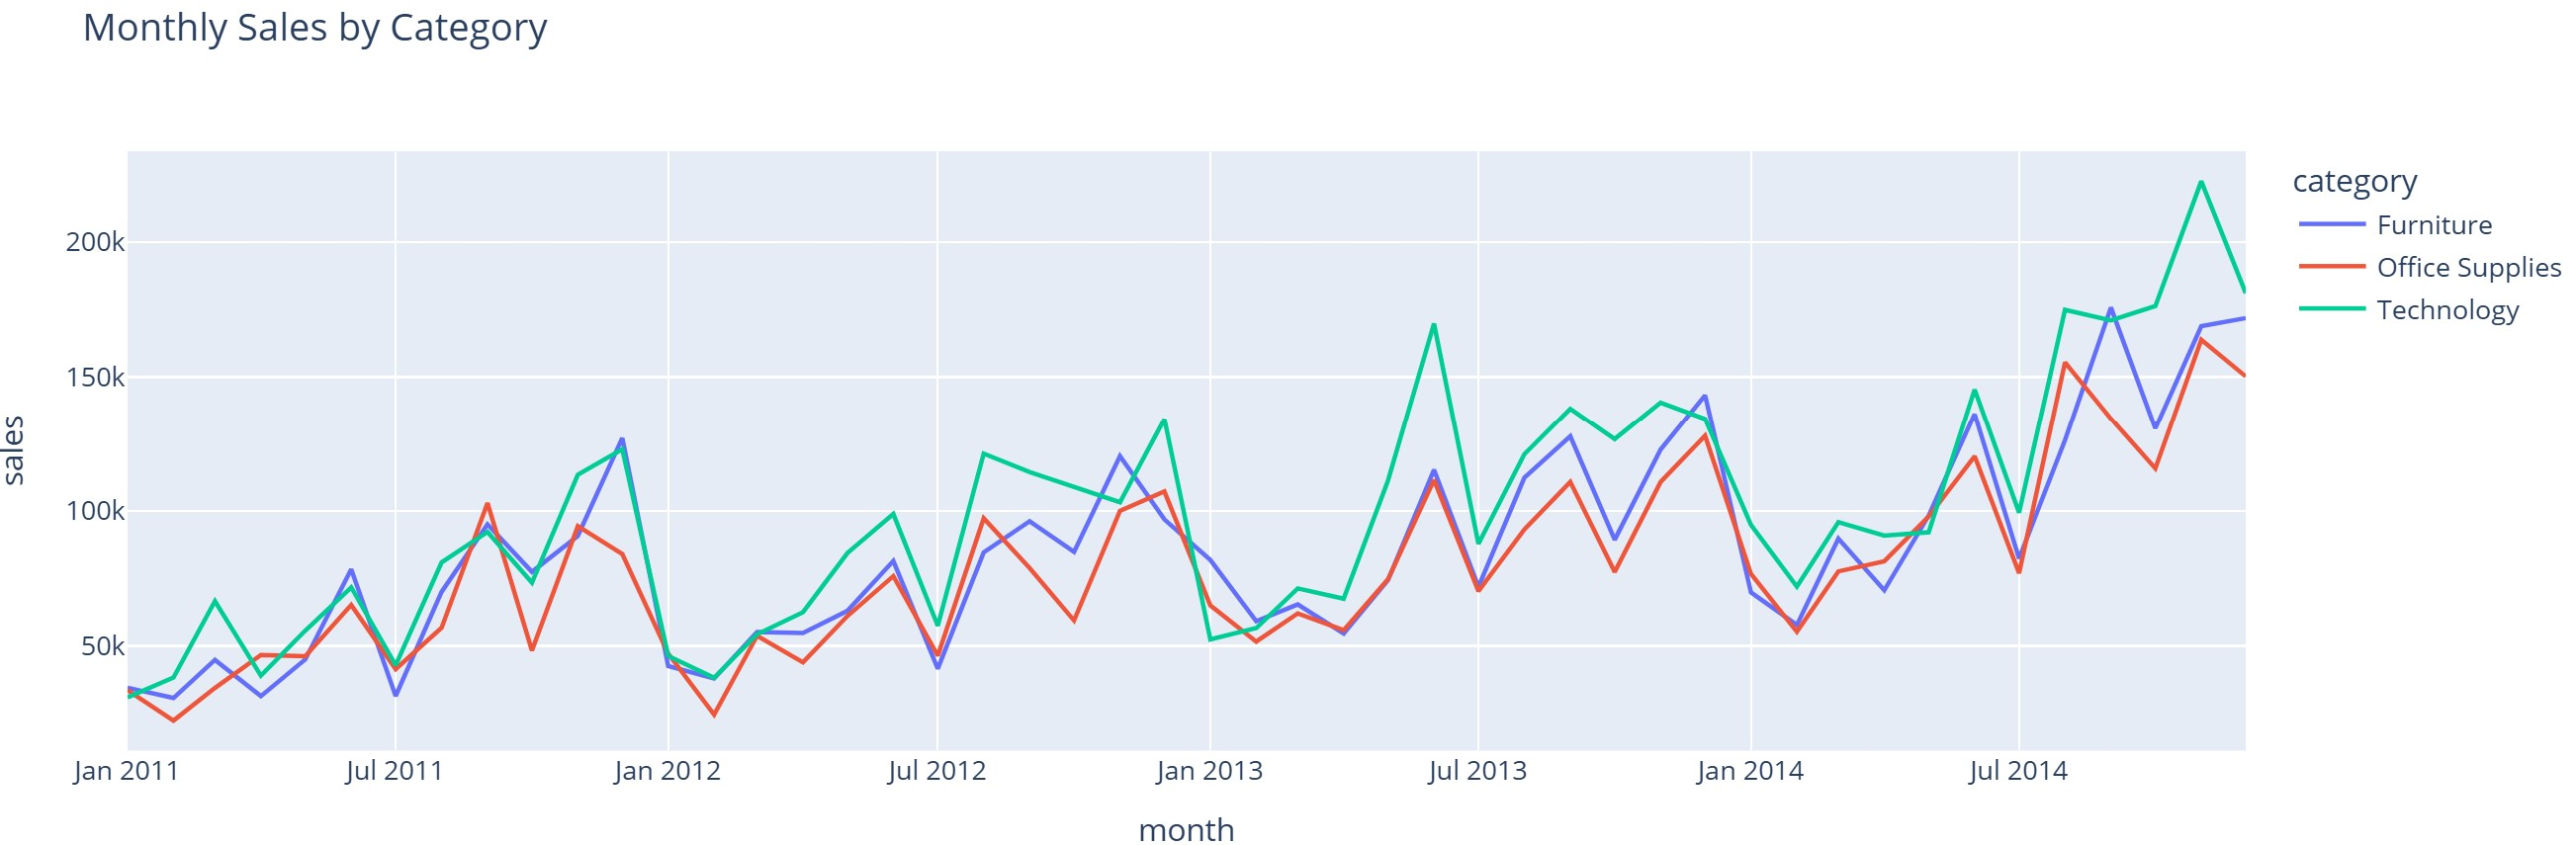 Monthly Sales by Category
200k
150k
100k
50k
sales
Jan 2011
Jul 2011
Jan 2012
Jul 2012
Jan 2013
Jul 2013
Jan 2014
Jul 2014
month
category
Furniture
Office Supplies
Technology